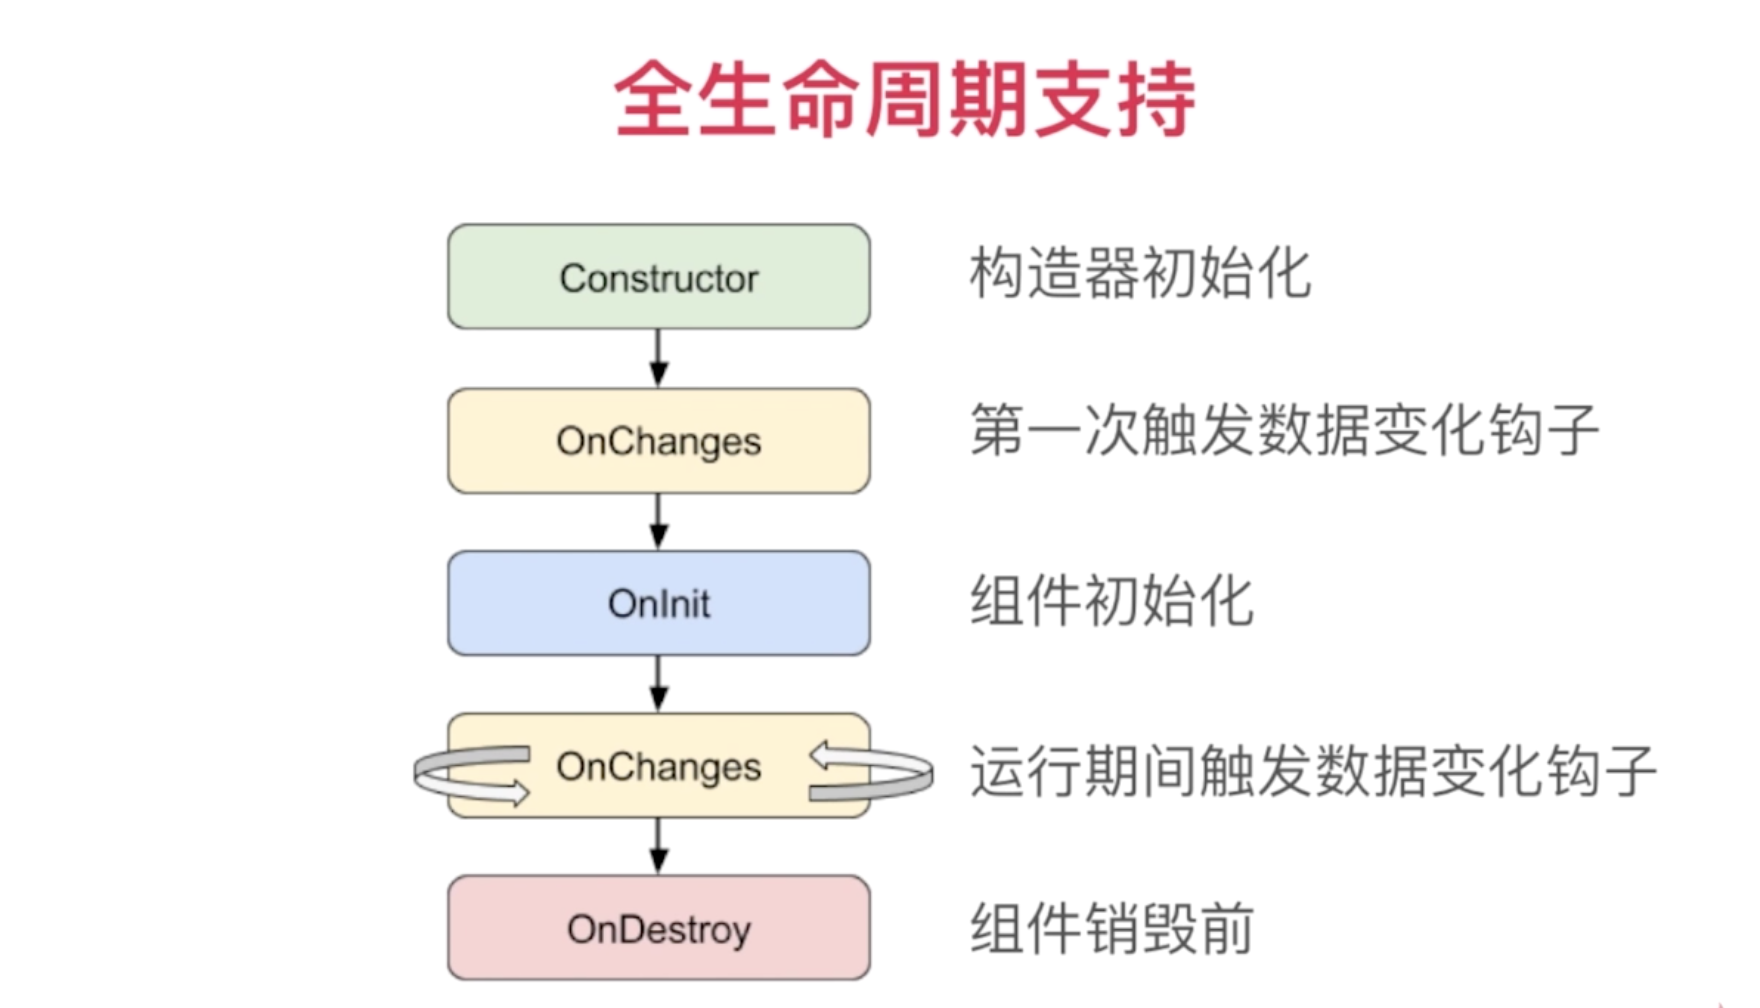 全生命周期支持
Constructor 构造器初始化
OnChanges 第一次触发数据变化钩子
OnInit 组件初始化
OnChanges 运行期间触发数据变化钩子
OnDestroy 组件销毁前